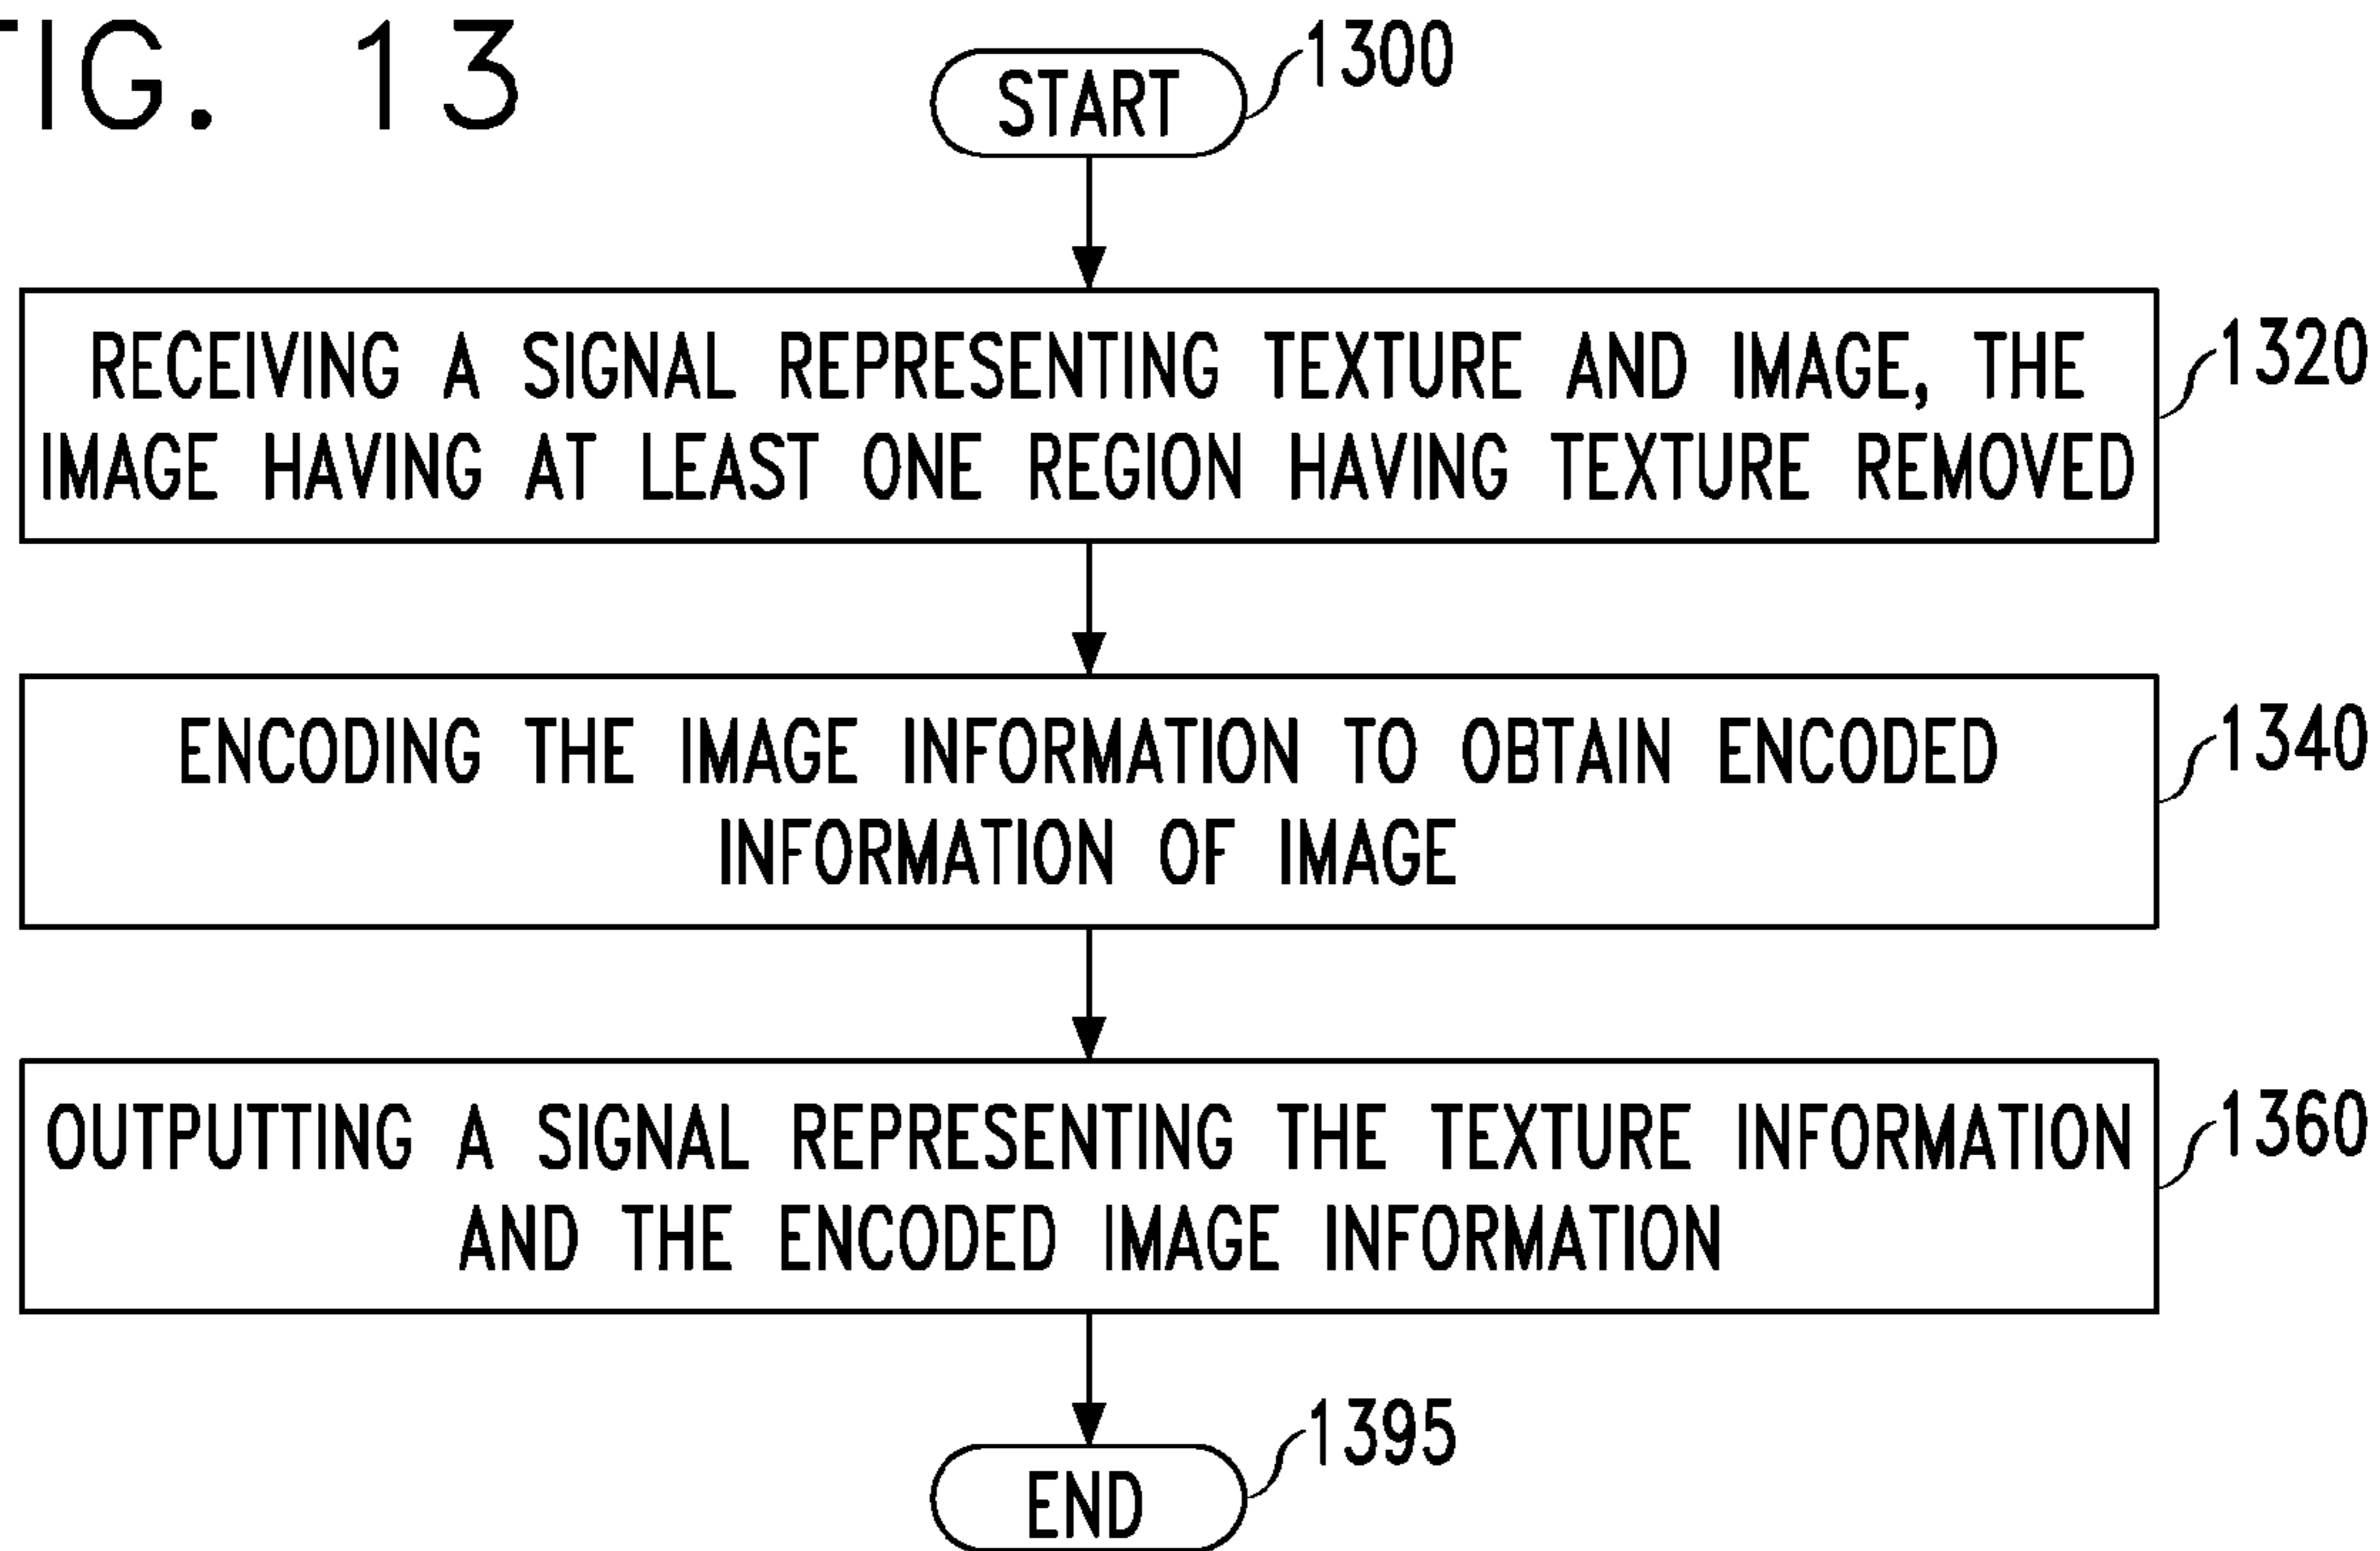 FIG. 13
START
1300
RECEIVING A SIGNAL REPRESENTING TEXTURE AND IMAGE, THE
IMAGE HAVING AT LEAST ONE REGION HAVING TEXTURE REMOVED
1320
ENCODING THE IMAGE INFORMATION TO OBTAIN ENCODED
INFORMATION OF IMAGE
1340
OUTPUTTING A SIGNAL REPRESENTING THE TEXTURE INFORMATION
AND THE ENCODED IMAGE INFORMATION
1360
END
1395